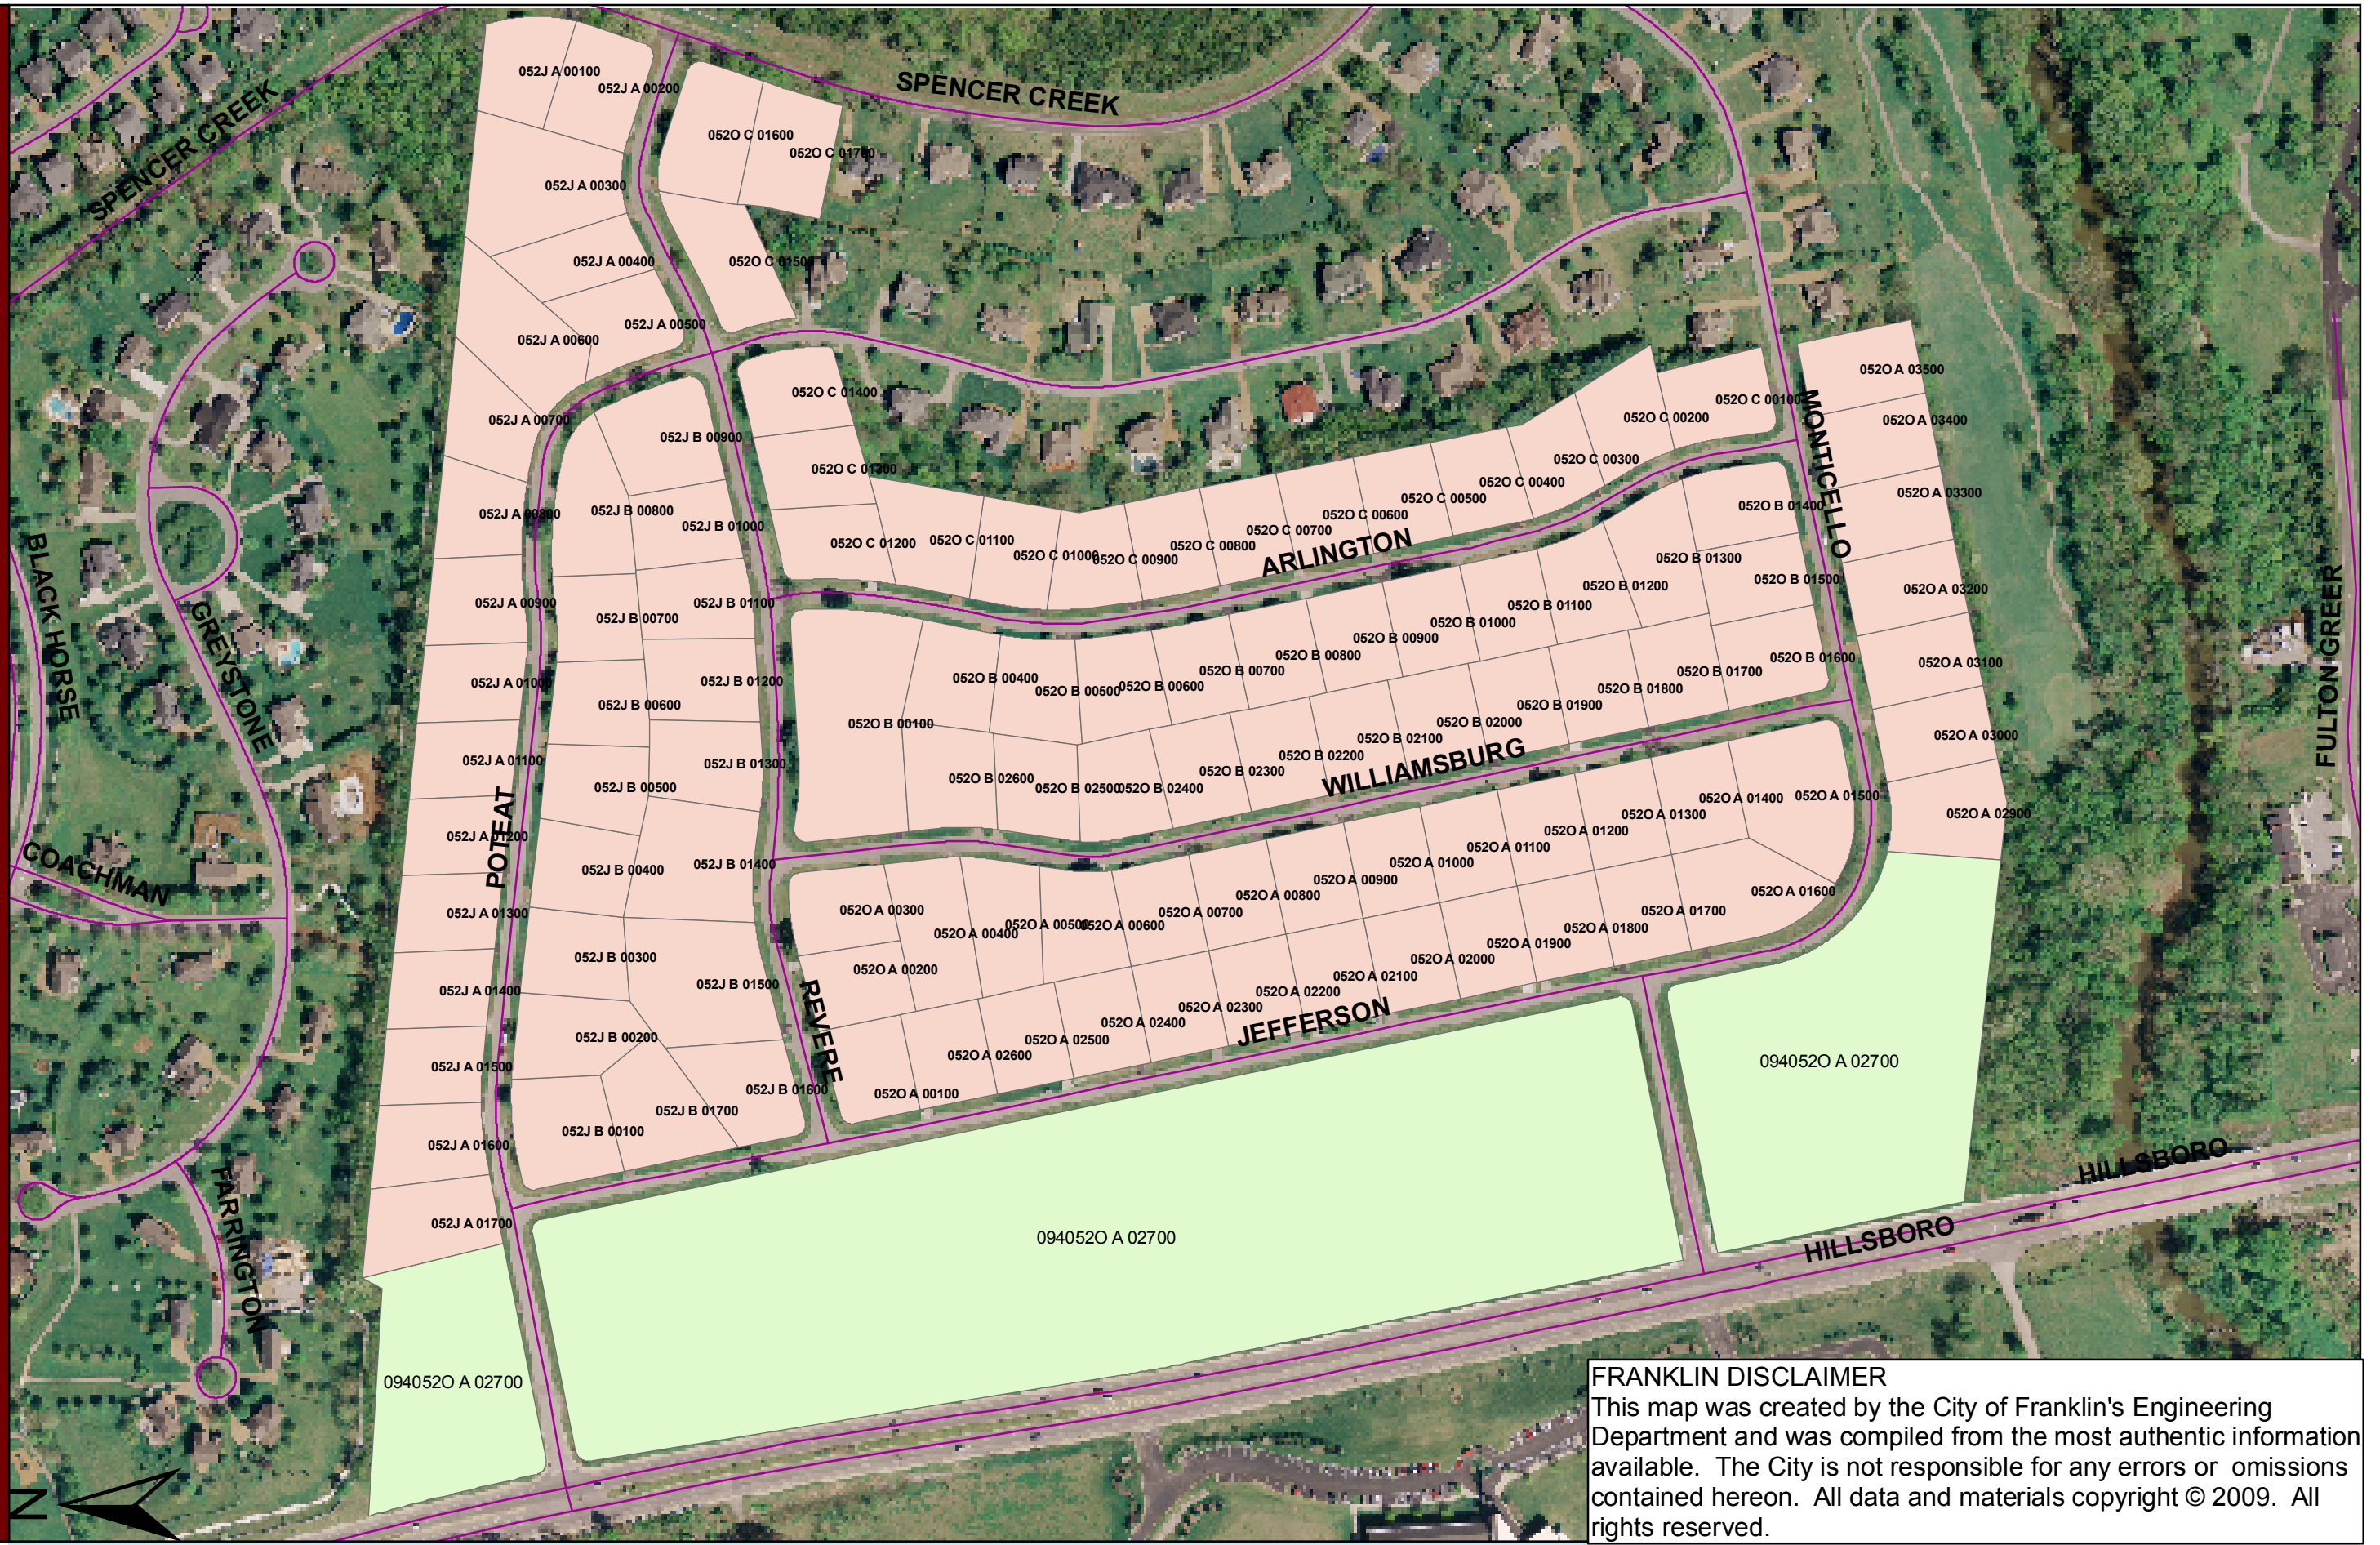 052J A 00100
052J A 00200
SPENCER CREEK
SPENCER CREEK
052O C 01600
052O C 01700
052J A 00300
052J A 00400
052O C 01500
052J A 00500
052J A 00600
052O C 01400
052J A 00700
052J B 00900
052O C 01300
052J A 00800
052J B 00800
052J B 01000
052O C 01200
052O C 01100
052O C 01000
052O C 00900
052O C 00800
052O C 00700
052O C 00600
052O C 00500
052O C 00400
052O C 00300
052O C 00200
052O C 00100
ARLINGTON
MONTICELLO
052O A 03500
052O A 03400
052O A 03300
052O A 03200
052O A 03100
052O A 03000
052O A 02900
052O B 01400
052O B 01300
052O B 01500
052O B 01200
052O B 01100
052O B 01000
052O B 00900
052O B 00800
052O B 00700
052O B 00600
052O B 00500
052O B 00400
052O B 00100
052O B 01600
052O B 01700
052O B 01800
052O B 01900
052O B 02000
052O B 02100
052O B 02200
052O B 02300
052O B 02400
052O B 02500
052O B 02600
WILLIAMSBURG
BLACK HORSE
GREYSTONE
COACHMAN
FARRINGTON
FULTON GREER
052J A 00900
052J A 01000
052J A 01100
052J A 01200
052J A 01300
052J A 01400
052J A 01500
052J A 01600
052J A 01700
POTEAT
052J B 00700
052J B 01100
052J B 00600
052J B 01200
052J B 00500
052J B 01300
052J B 00400
052J B 01400
052J B 00300
052J B 01500
052J B 00200
052J B 01600
052J B 01700
052J B 00100
REVERE
052O A 00300
052O A 00200
052O A 00400
052O A 00500
052O A 00600
052O A 00700
052O A 00800
052O A 00900
052O A 01000
052O A 01100
052O A 01200
052O A 01300
052O A 01400
052O A 01500
052O A 01600
052O A 01700
052O A 01800
052O A 01900
052O A 02000
052O A 02100
052O A 02200
052O A 02300
052O A 02400
052O A 02500
052O A 02600
052O A 00100
JEFFERSON
094052O A 02700
094052O A 02700
094052O A 02700
HILLSBORO
HILLSBORO
N
FRANKLIN DISCLAIMER
This map was created by the City of Franklin's Engineering
Department and was compiled from the most authentic information
available.  The City is not responsible for any errors or  omissions
contained hereon.  All data and materials copyright © 2009.  All
rights reserved.